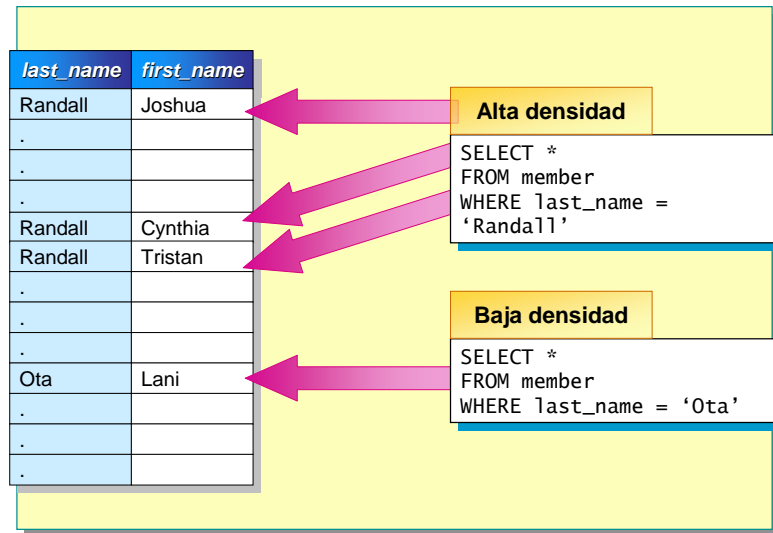 last_name first_name
Randall Joshua
.
.
.
Randall Cynthia
Randall Tristan
.
.
.
Ota Lani
.
.
.
Alta densidad
SELECT *
FROM member
WHERE last_name =
‘Randall’
Baja densidad
SELECT *
FROM member
WHERE last_name = ‘Ota’